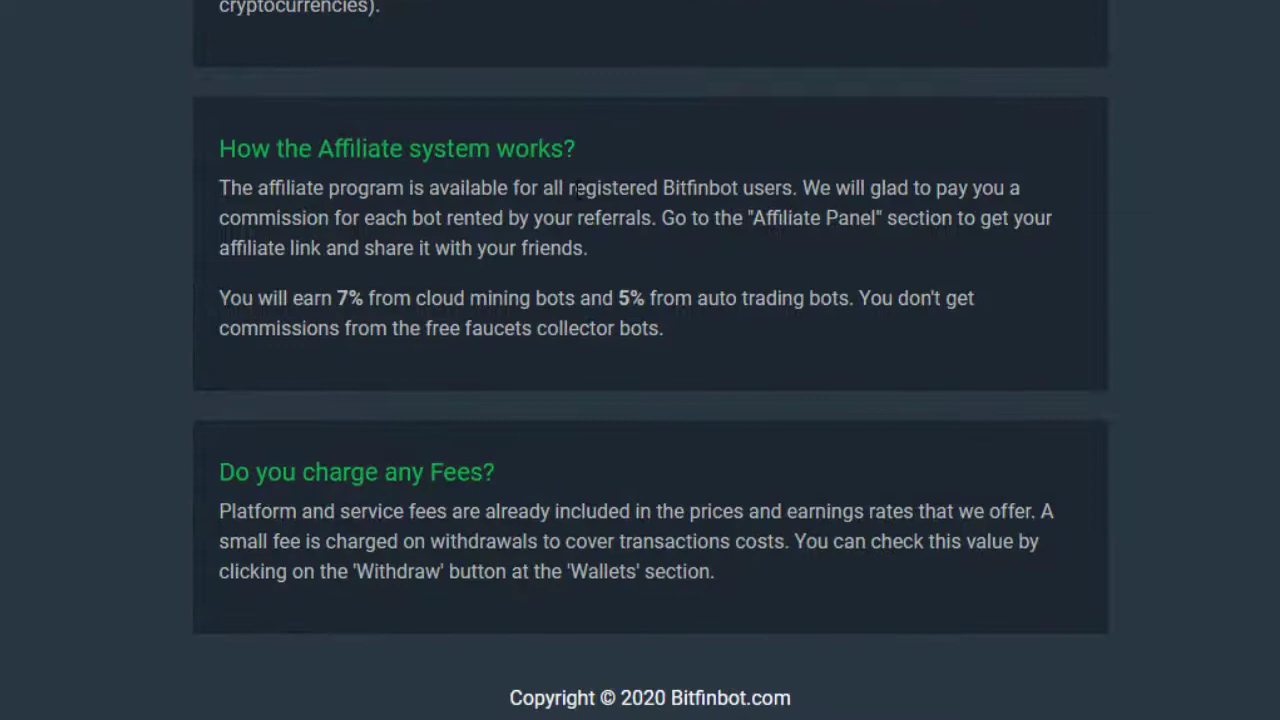 cryptocurrencies).
How the Affiliate system works?
The affiliate program is available for all registered Bitfinbot users. We will glad to pay you a
commission for each bot rented by your referrals. Go to the "Affiliate Panel" section to get your
affiliate link and share it with your friends.
You will earn 7% from cloud mining bots and 5% from auto trading bots. You don't get
commissions from the free faucets collector bots.
Do you charge any Fees?
Platform and service fees are already included in the prices and earnings rates that we offer. A
small fee is charged on withdrawals to cover transactions costs. You can check this value by
clicking on the 'Withdraw' button at the 'Wallets' section.
Copyright © 2020 Bitfinbot.com